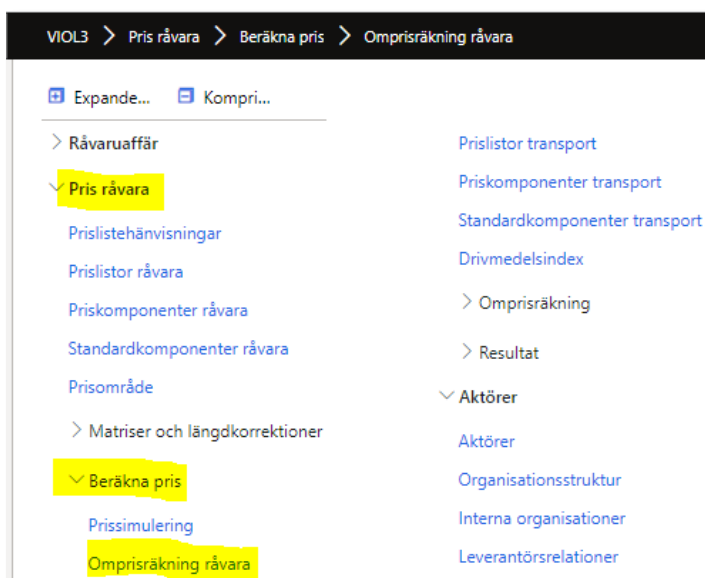 VIOL3 > Pris råvara > Beräkna pris > Omprisräkning råvara
Expande... Kompri...
Råvaruaffär
Pris råvara
Prislistehänvisningar
Prislistor råvara
Priskomponenter råvara
Standardkomponenter råvara
Prisområde
Matriser och längdkorrektioner
Beräkna pris
Prissimulering
Omprisräkning råvara
Prislistor transport
Priskomponenter transport
Standardkomponenter transport
Drivmedelsindex
Omprisräkning
Resultat
Aktörer
Aktörer
Organisationsstruktur
Interna organisationer
Leverantörsrelationer